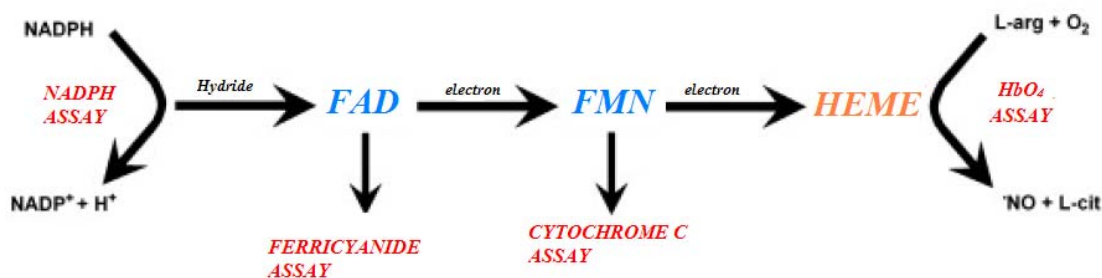 NADPH
L-arg + O₂
NADPH
ASSAY
Hydride
FAD
electron
FMN
electron
HEME
HbO₄
ASSAY
NADP⁺ + H⁺
FERRICYANIDE
ASSAY
CYTOCHROME C
ASSAY
˙NO + L-cit